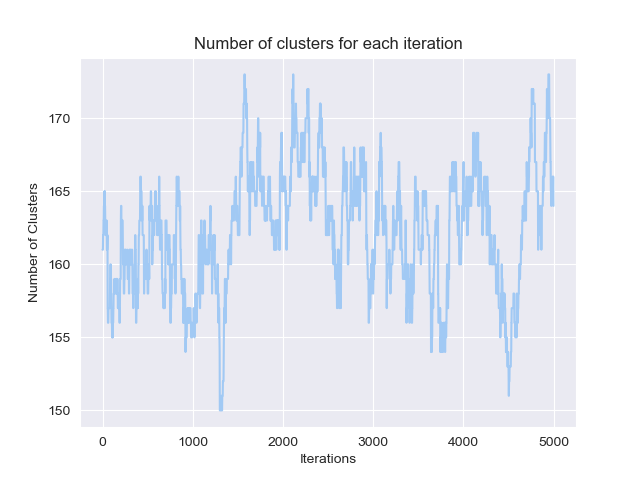 Number of clusters for each iteration
Number of Clusters
170
165
160
155
150
0 1000 2000 3000 4000 5000
Iterations